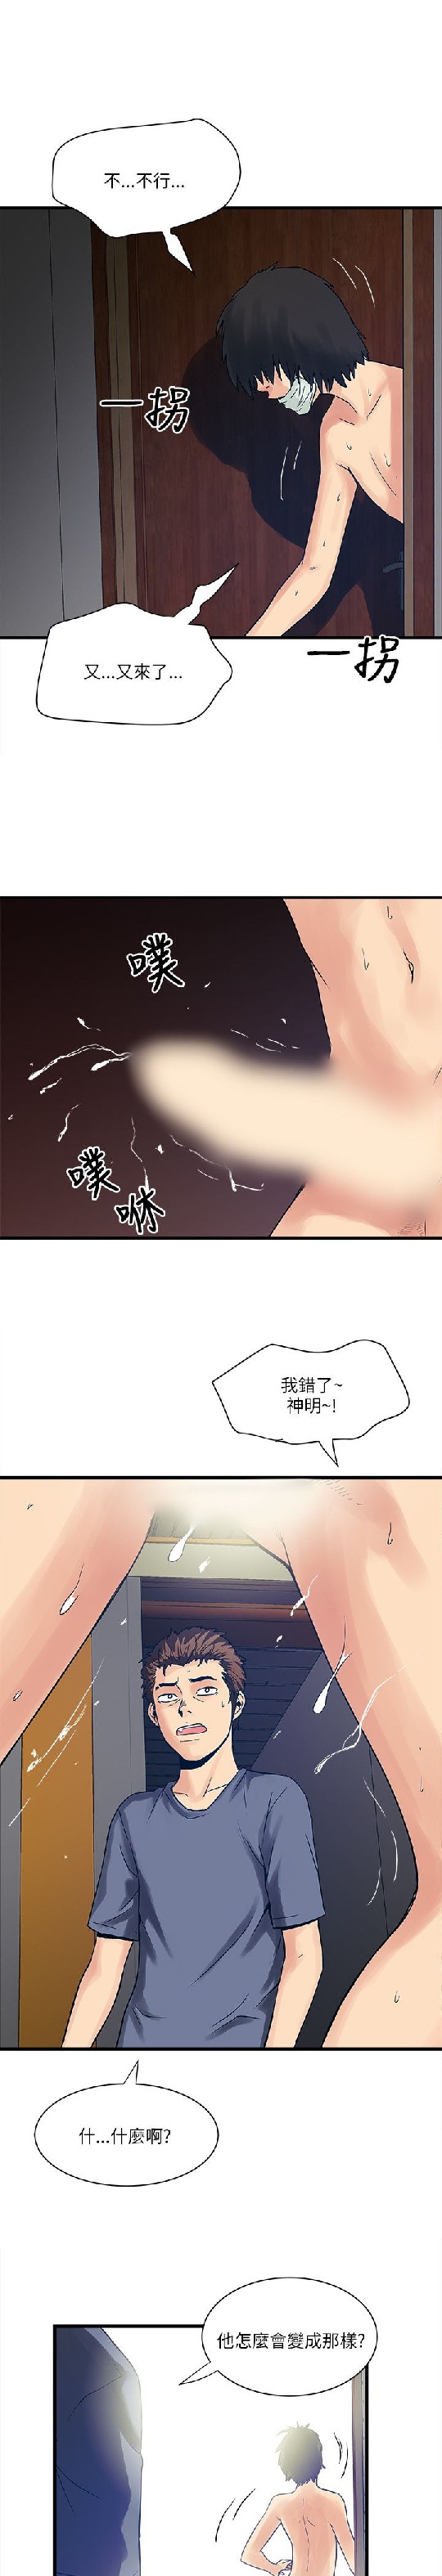 不...不行...
一拐
又...又來了...
一拐
噗
噗
咻
我錯了~
神明~!
什...什麼啊?
他怎麼會變成那樣?